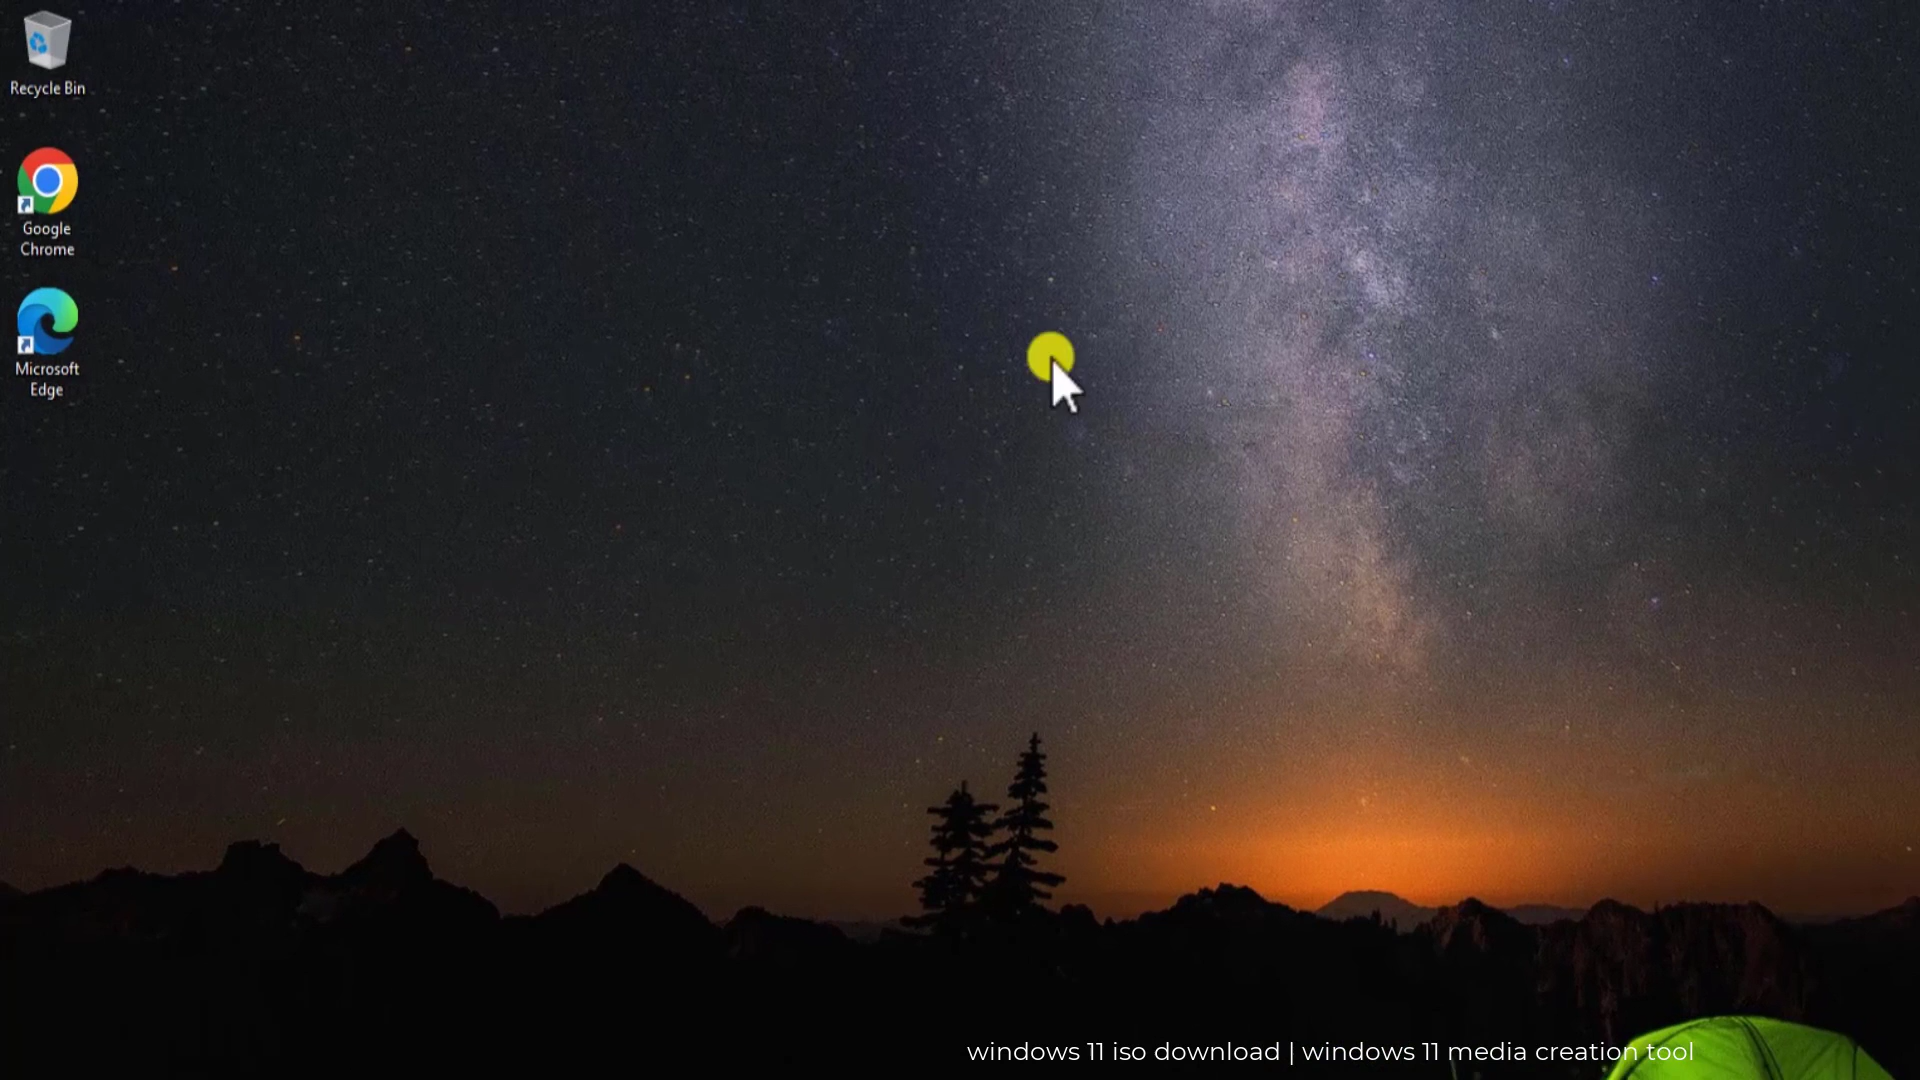 Recycle Bin
Google
Chrome
Microsoft
Edge
windows 11 iso download | windows 11 media creation tool